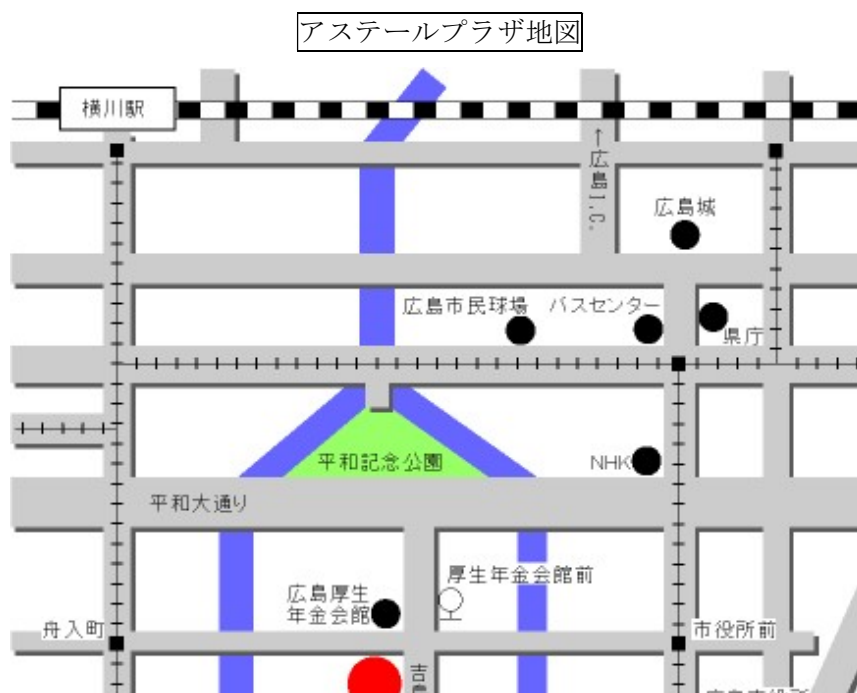 アステールプラザ地図
横川駅
←広島I.C.
広島城
広島市民球場
バスセンター
県庁
平和記念公園
NHK
平和大通り
厚生年金会館前
広島厚生
年金会館
舟入町
市役所前
吉